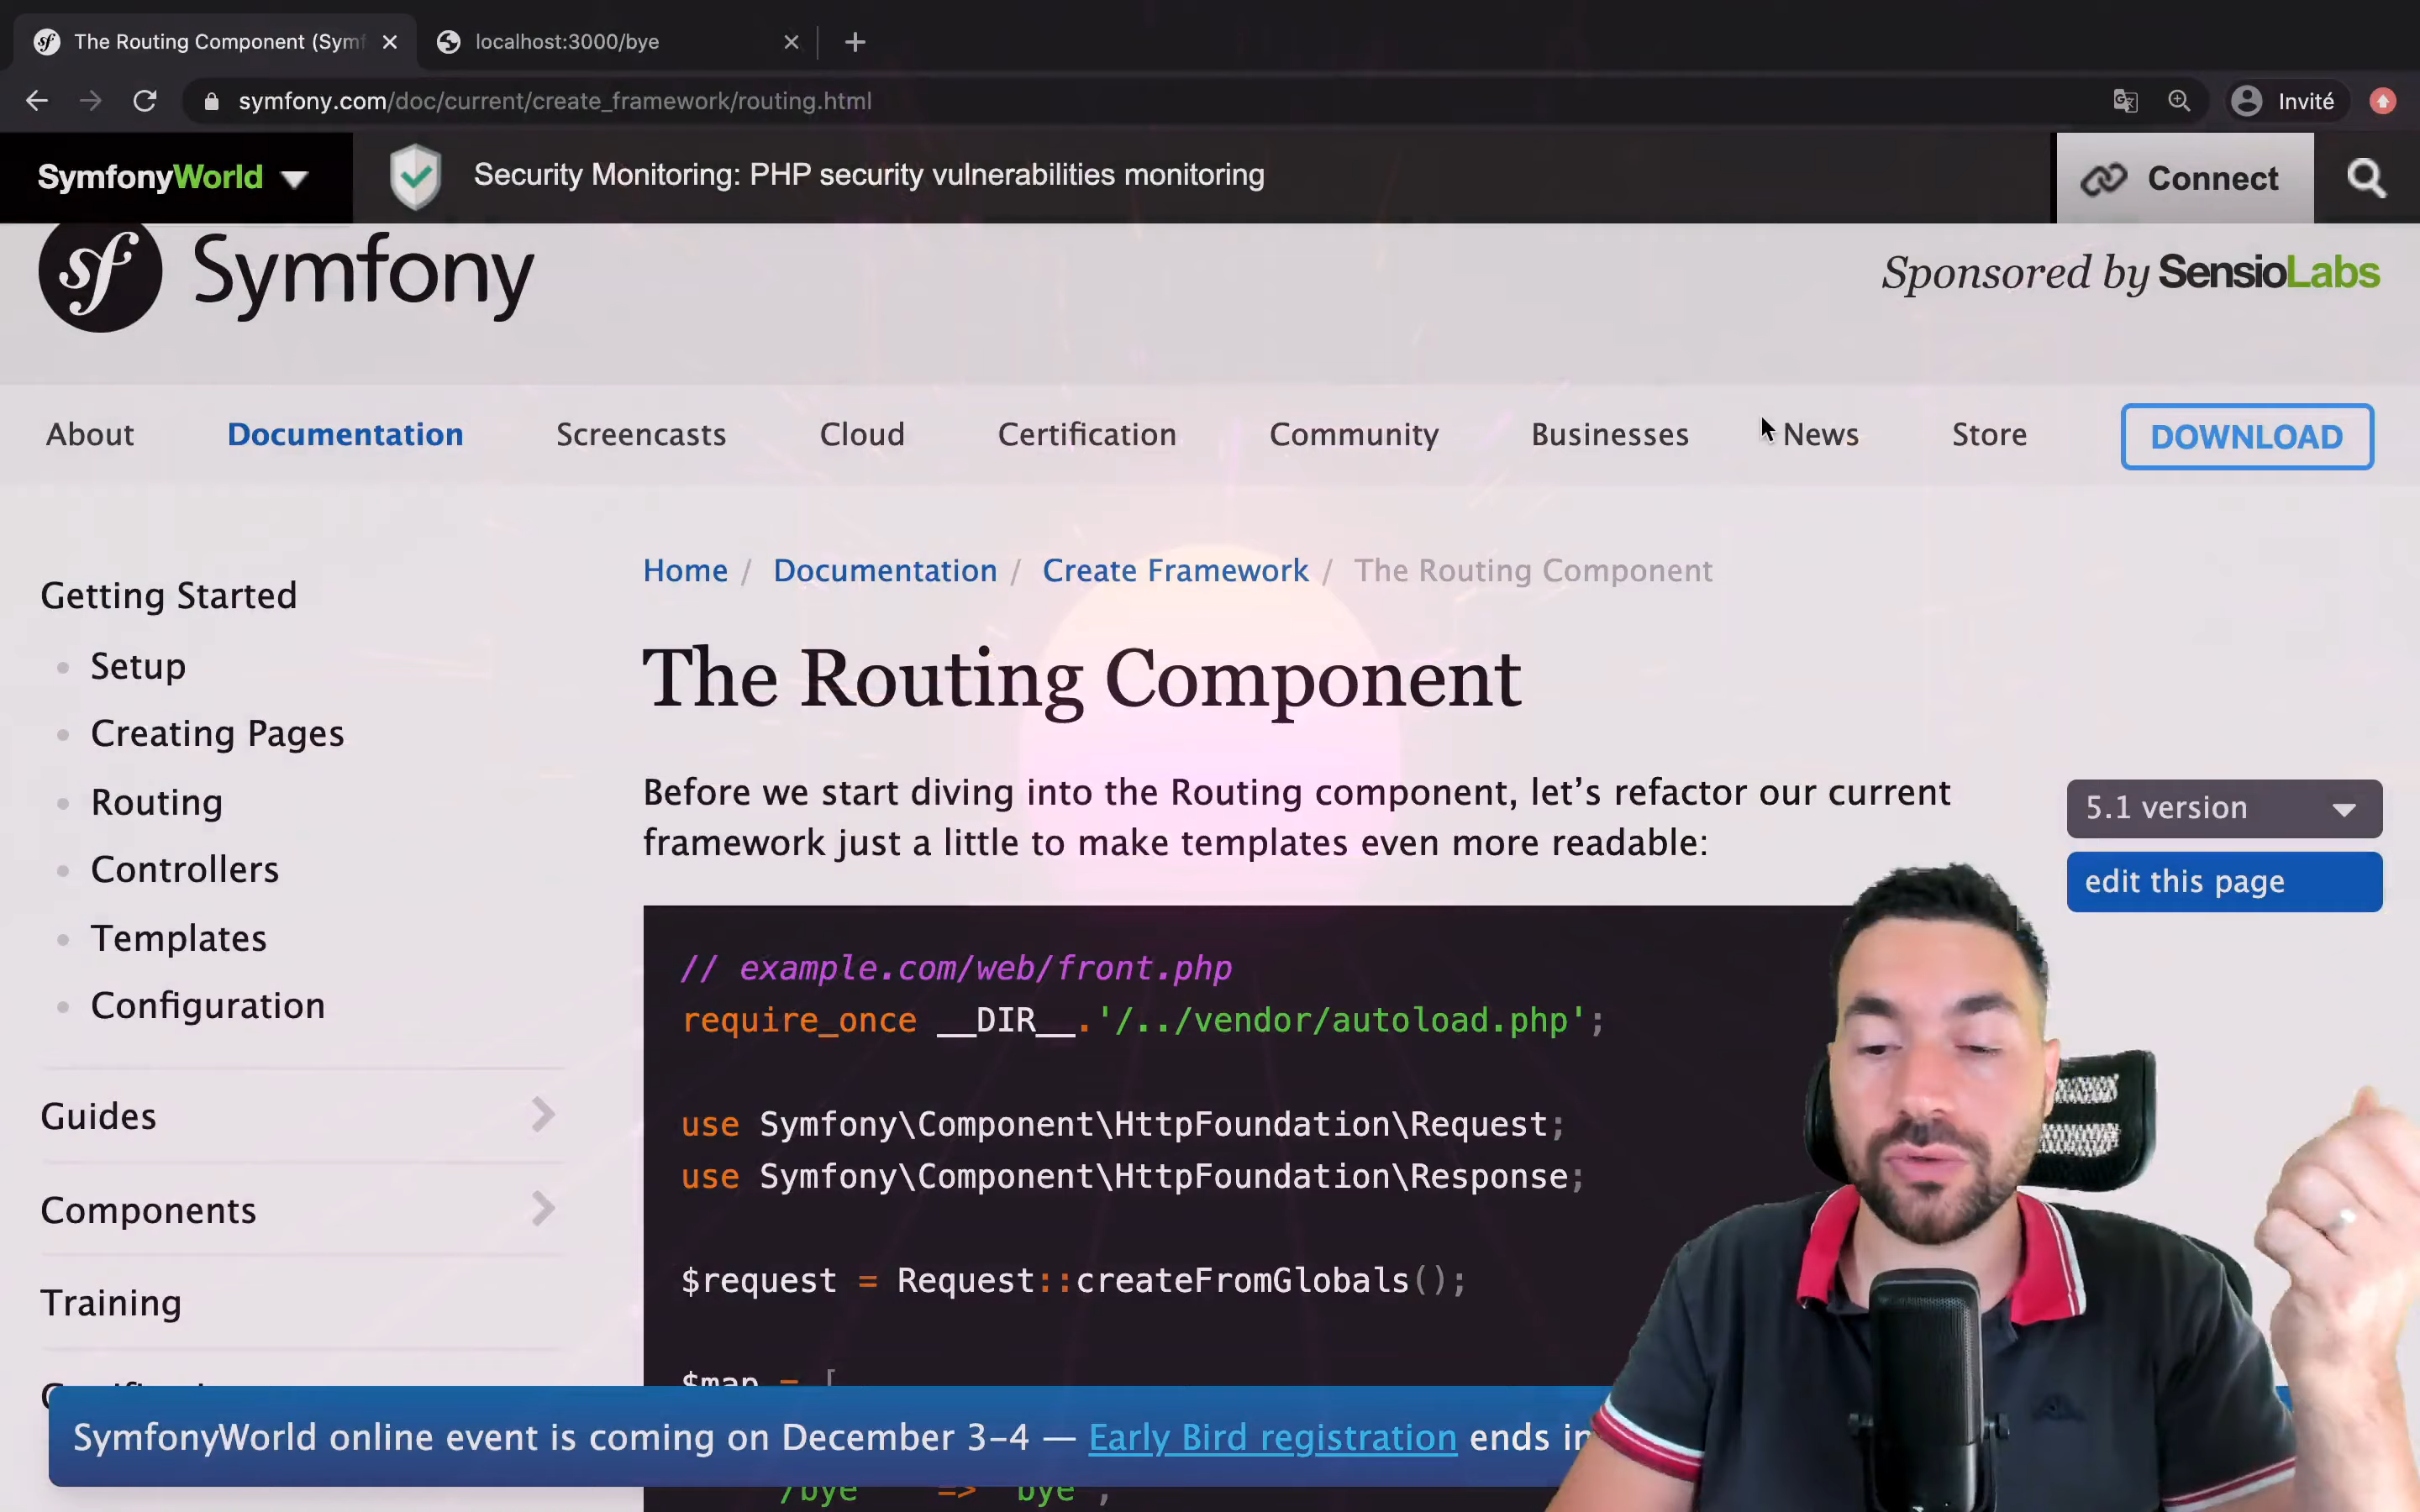 The Routing Component (Symf
localhost:3000/bye
symfony.com/doc/current/create_framework/routing.html
Invité
SymfonyWorld
Security Monitoring: PHP security vulnerabilities monitoring
Connect
sf Symfony
Sponsored by SensioLabs
About Documentation Screencasts Cloud Certification Community Businesses News Store DOWNLOAD
Home / Documentation / Create Framework / The Routing Component
Getting Started
Setup
Creating Pages
Routing
Controllers
Templates
Configuration
Guides
Components
Training
The Routing Component
Before we start diving into the Routing component, let’s refactor our current
framework just a little to make templates even more readable:
5.1 version
edit this page
// example.com/web/front.php
require_once __DIR__.'/../vendor/autoload.php';
use Symfony\Component\HttpFoundation\Request;
use Symfony\Component\HttpFoundation\Response;
$request = Request::createFromGlobals();
$map = [
SymfonyWorld online event is coming on December 3–4 — Early Bird registration ends in
'/bye' => 'bye',